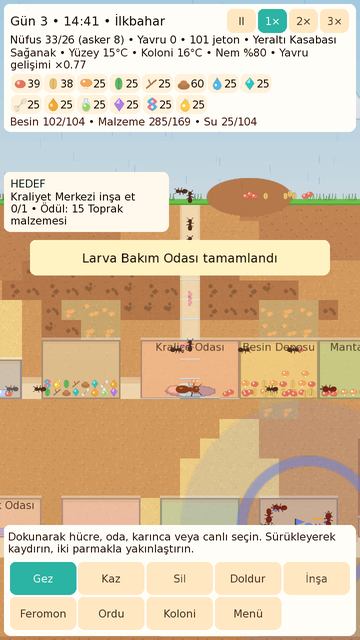 Gün 3 • 14:41 • İlkbahar
II
1×
2×
3×
Nüfus 33/26 (asker 8) • Yavru 0 • 101 jeton • Yeraltı Kasabası
Sağanak • Yüzey 15°C • Koloni 16°C • Nem %80 • Yavru
gelişimi ×0.77
39 38 25 25 25 60 25 25
25 25 25 25 25 25
Besin 102/104 • Malzeme 285/169 • Su 25/104
HEDEF
Kraliyet Merkezi inşa et
0/1 • Ödül: 15 Toprak
malzemesi
Larva Bakım Odası tamamlandı
Kraliçe Odası
Besin Deposu
Manta
t Odası
Dokunarak hücre, oda, karınca veya canlı seçin. Sürükleyerek
kaydırın, iki parmakla yakınlaştırın.
Gez
Kaz
Sil
Doldur
İnşa
Feromon
Ordu
Koloni
Menü